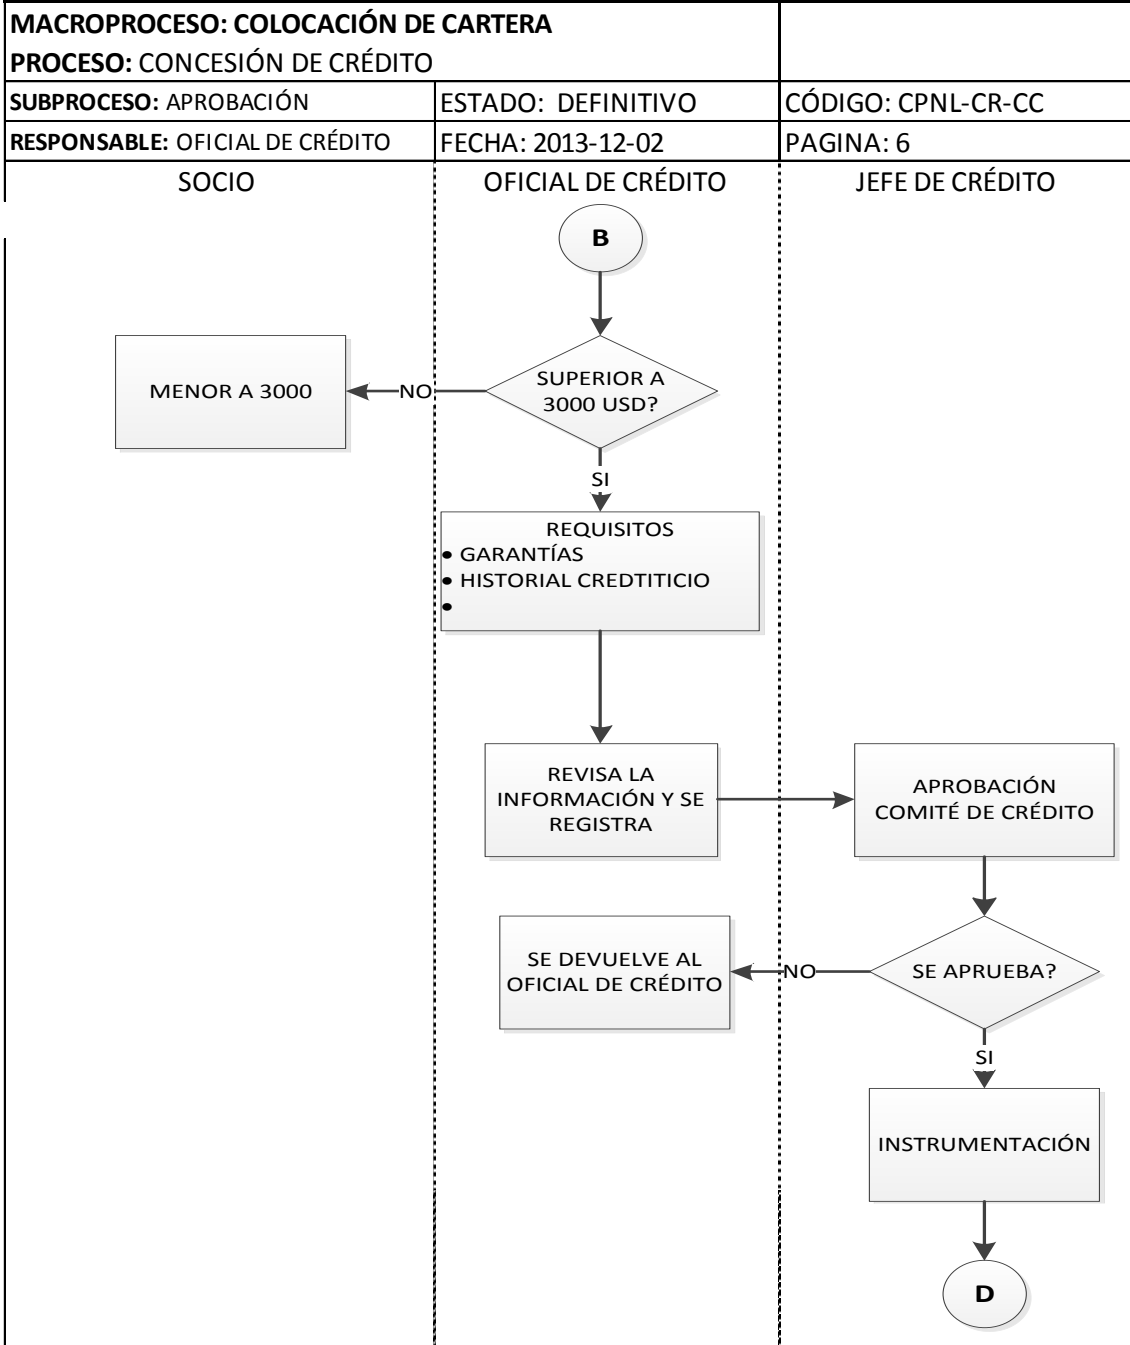 MACROPROCESO: COLOCACIÓN DE CARTERA
PROCESO: CONCESIÓN DE CRÉDITO
SUBPROCESO: APROBACIÓN
ESTADO: DEFINITIVO
CÓDIGO: CPNL-CR-CC
RESPONSABLE: OFICIAL DE CRÉDITO
FECHA: 2013-12-02
PAGINA: 6
SOCIO
OFICIAL DE CRÉDITO
JEFE DE CRÉDITO
B
SUPERIOR A
3000 USD?
NO
MENOR A 3000
SI
REQUISITOS
• GARANTÍAS
• HISTORIAL CREDTITICIO
•
REVISA LA
INFORMACIÓN Y SE
REGISTRA
APROBACIÓN
COMITÉ DE CRÉDITO
SE APRUEBA?
NO
SE DEVUELVE AL
OFICIAL DE CRÉDITO
SI
INSTRUMENTACIÓN
D